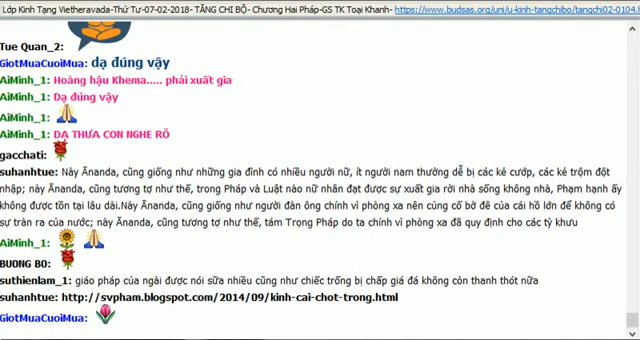 Lớp Kinh Tạng Vietheravada-Thứ Tư-07-02-2018- TĂNG CHI BỘ- Chương Hai Pháp-GS TK Toại Khanh- https://www.budsas.org/uni/u-kinh-tangchibo/tangchi02-0104.h
Tue Quan_2:
GiotMuaCuoiMua: dạ đúng vậy
AiMinh_1: Hoàng hậu Khema..... phải xuất gia
AiMinh_1: Dạ đúng vậy
AiMinh_1:
AiMinh_1: DẠ THƯA CON NGHE RÕ
gacchati:
suhanhtue: Này Ānanda, cũng giống như những gia đình có nhiều người nữ, ít người nam thường dễ bị các kẻ cướp, các kẻ trộm đột
nhập; này Ānanda, cũng tương tợ như thế, trong Pháp và Luật nào nữ nhân đạt được sự xuất gia rời nhà sống không nhà, Phạm hạnh ấy
không được tồn tại lâu dài.Này Ānanda, cũng giống như người đàn ông chính vì phòng xa nên củng cố bờ đê của cái hồ lớn để không có
sự tràn ra của nước; này Ānanda, cũng tương tợ như thế, tám Trọng Pháp do ta chính vì phòng xa đã quy định cho các tỳ khưu
AiMinh_1:
BUONG BO:
suthienlam_1: giáo pháp của ngài được nói sữa nhiều cũng như chiếc trống bị chấp giá đá không còn thanh thót nữa
suhanhtue: http://svpham.blogspot.com/2014/09/kinh-cai-chot-trong.html
GiotMuaCuoiMua: